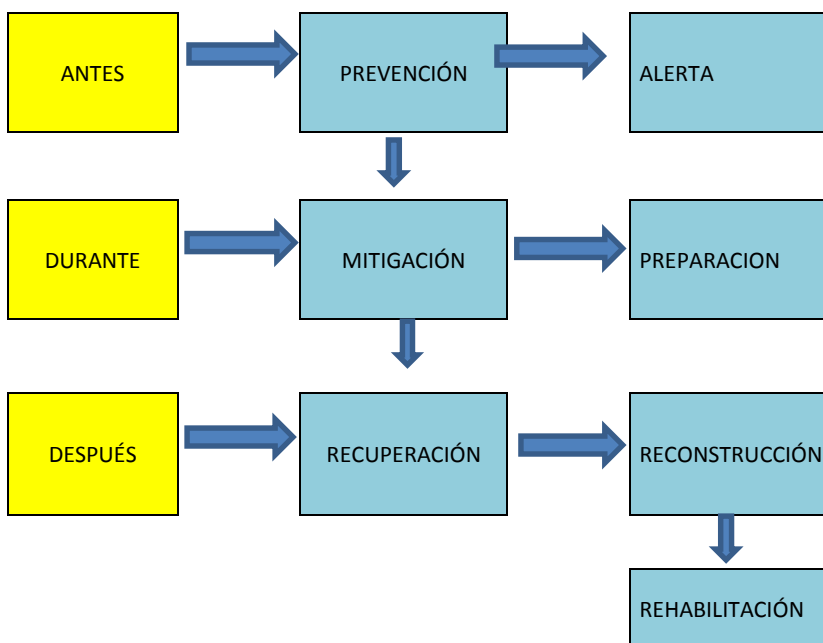 ANTES
PREVENCIÓN
ALERTA
DURANTE
MITIGACIÓN
PREPARACION
DESPUÉS
RECUPERACIÓN
RECONSTRUCCIÓN
REHABILITACIÓN